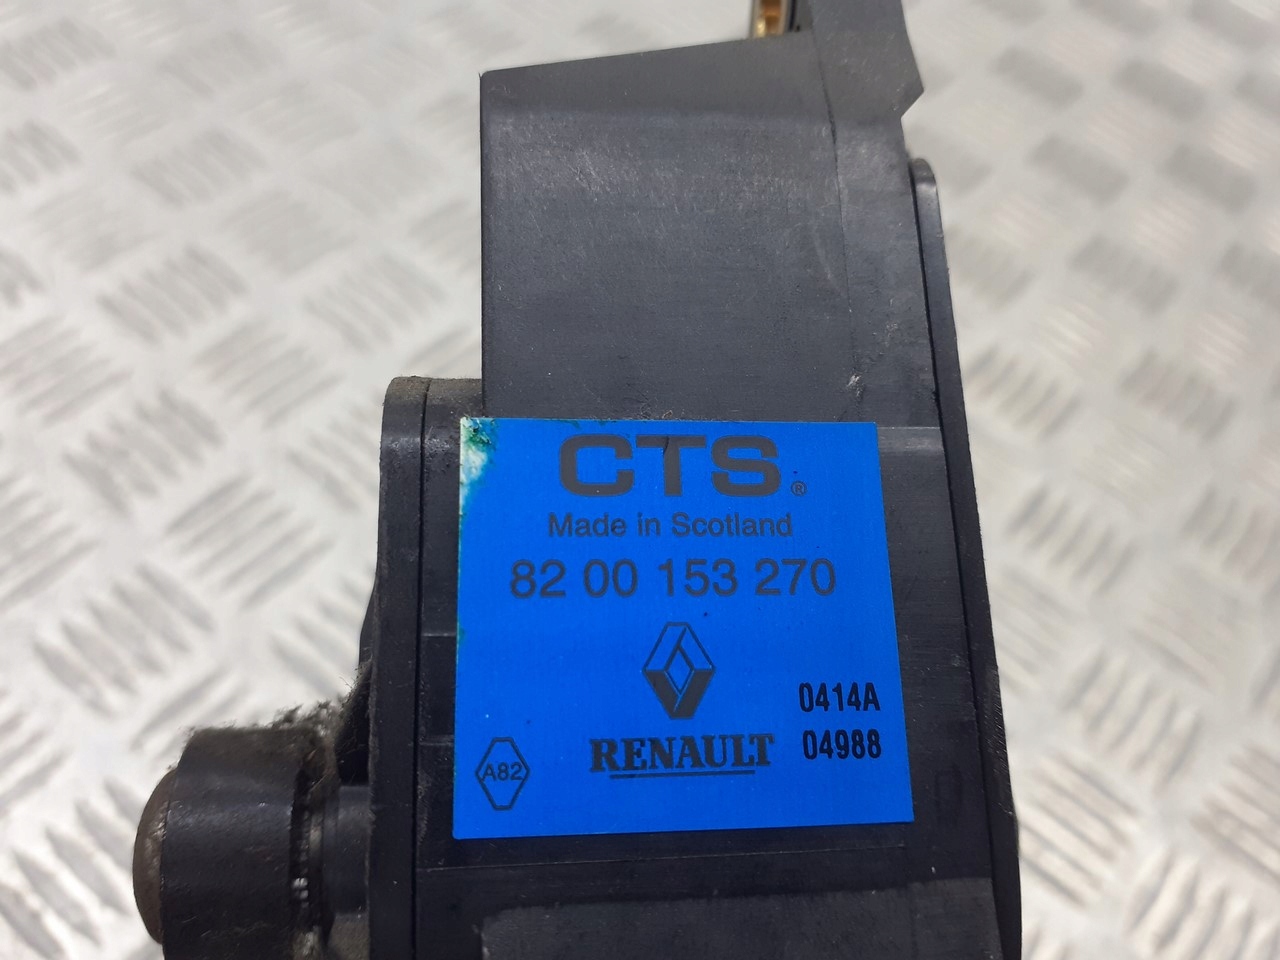 CTS®
Made in Scotland
82 00 153 270
0414A
04988
RENAULT
A82